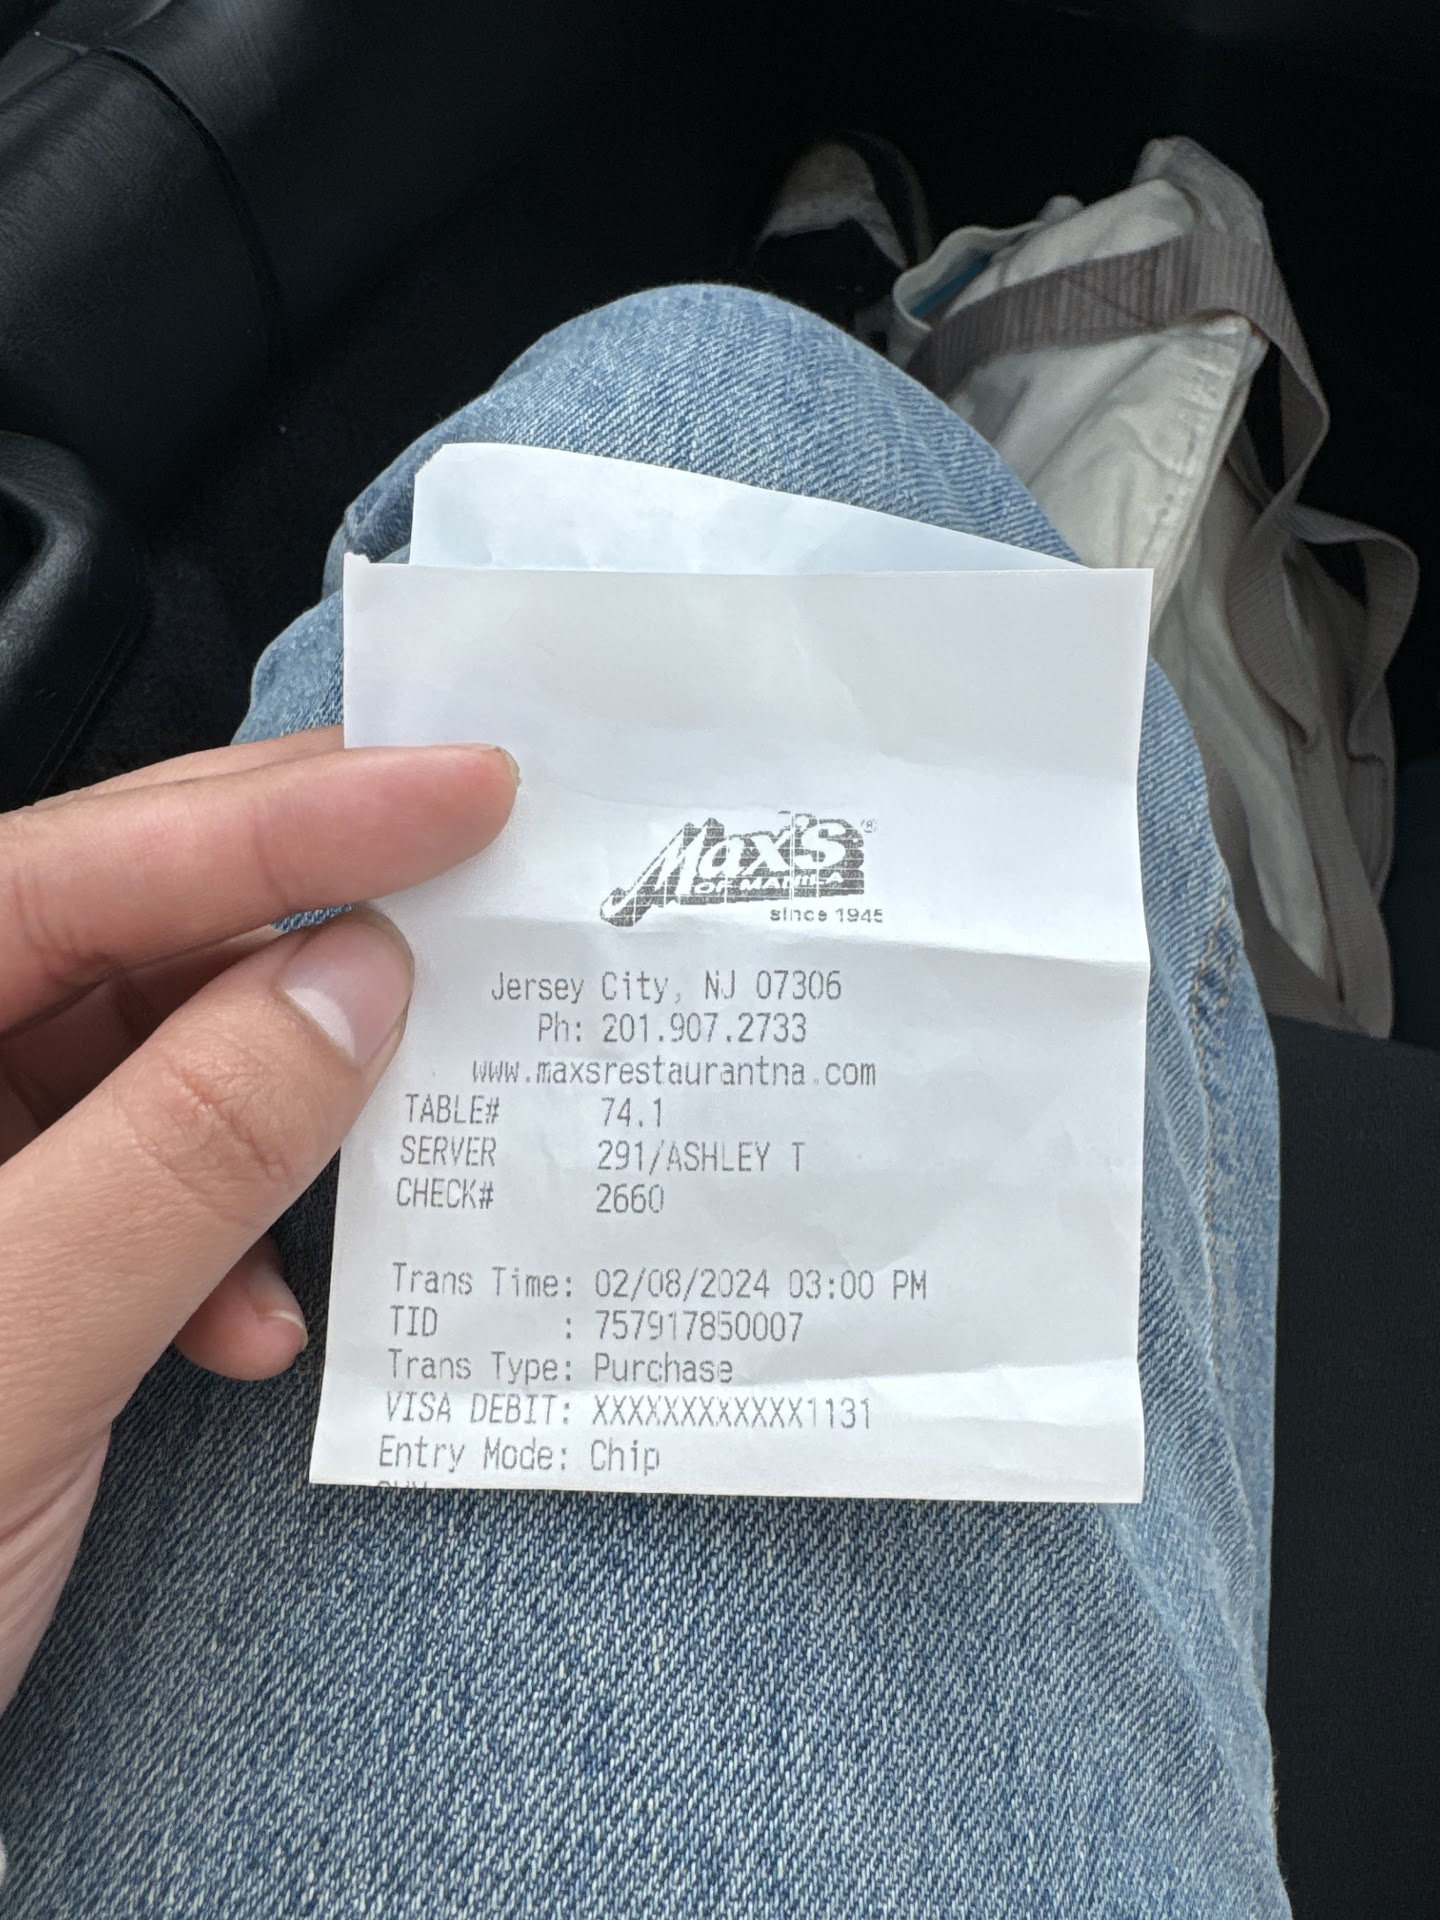 Max's®
OF MANILA
since 1945
Jersey City, NJ 07306
Ph: 201.907.2733
www.maxsrestaurantna.com
TABLE# 74.1
SERVER 291/ASHLEY T
CHECK# 2660
Trans Time: 02/08/2024 03:00 PM
TID : 757917850007
Trans Type: Purchase
VISA DEBIT: XXXXXXXXXXXX1131
Entry Mode: Chip